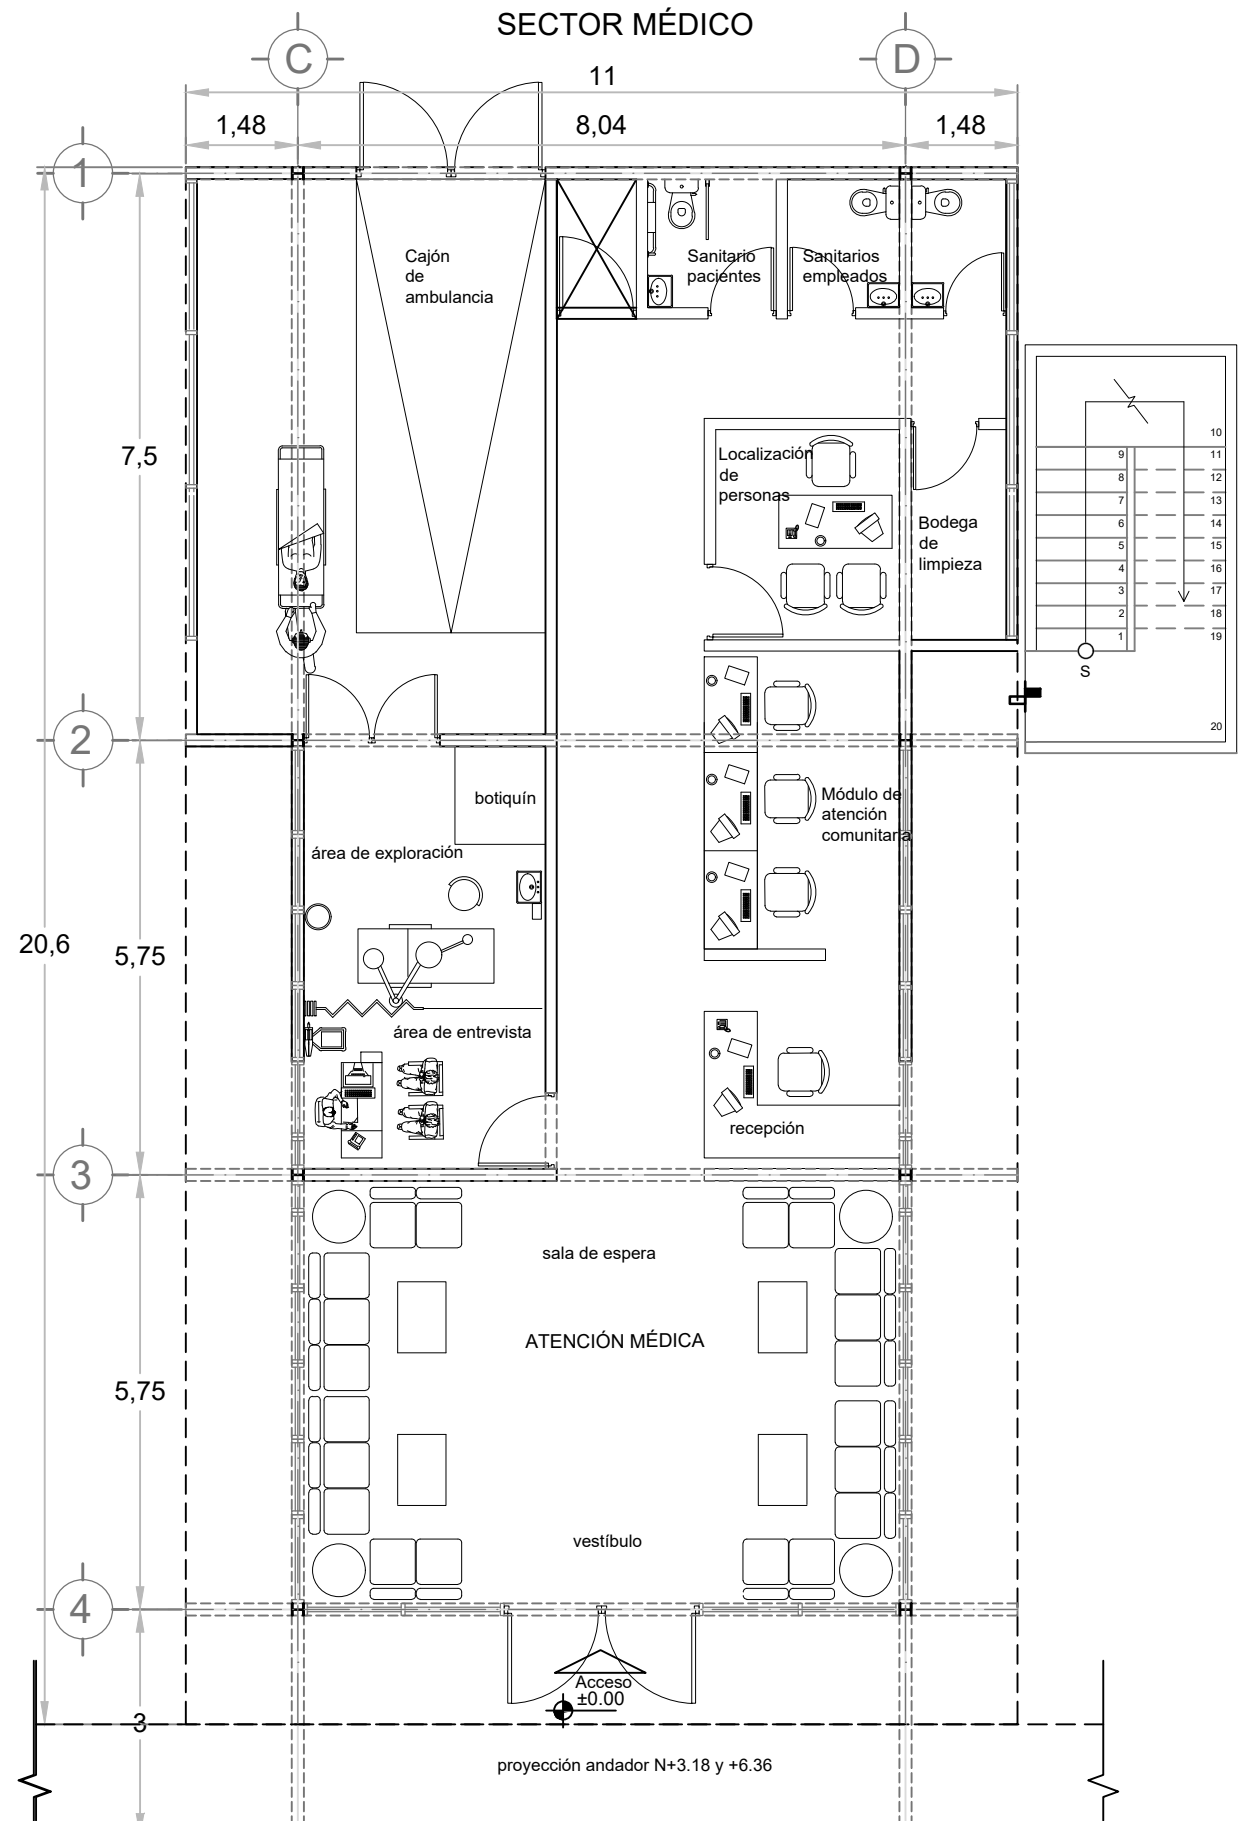 SECTOR MÉDICO
C
D
11
1,48
8,04
1,48
1
Cajón
de
ambulancia
Sanitario
pacientes
Sanitarios
empleados
7,5
Localización
de
personas
Bodega
de
limpieza
10
9
11
8
12
7
13
6
14
5
15
4
16
3
17
2
18
1
19
S
20
2
botiquín
Módulo de
atención
comunitaria
área de exploración
20,6
5,75
área de entrevista
recepción
3
sala de espera
ATENCIÓN MÉDICA
5,75
vestíbulo
4
Acceso
±0.00
3
proyección andador N+3.18 y +6.36